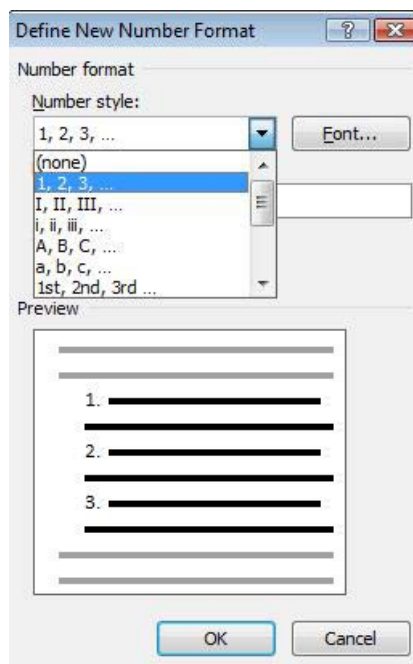 Define New Number Format
Number format
Number style:
1, 2, 3, ...
Font...
(none)
1, 2, 3, ...
I, II, III, ...
i, ii, iii, ...
A, B, C, ...
a, b, c, ...
1st, 2nd, 3rd ...
Preview
1.
2.
3.
OK Cancel